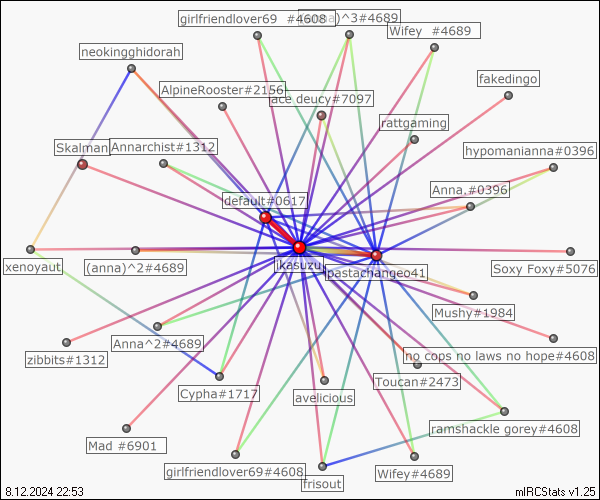 girlfriendlover69 #4608
)^3#4689
Wifey #4689
neokingghidorah
fakedingo
AlpineRooster#2156
ace deucy#7097
rattgaming
Skalman
Annarchist#1312
hypomanianna#0396
Anna.#0396
default#0617
jkasuzu
pastachangeo41
xenoyaut
(anna)^2#4689
Soxy Foxy#5076
Mushy#1984
Anna^2#4689
zibbits#1312
no cops no laws no hope#4608
Toucan#2473
Cypha#1717
avelicious
ramshackle gorey#4608
Mad #6901
girlfriendlover69#4608
frisout
Wifey#4689
8.12.2024 22:53
mIRCStats v1.25